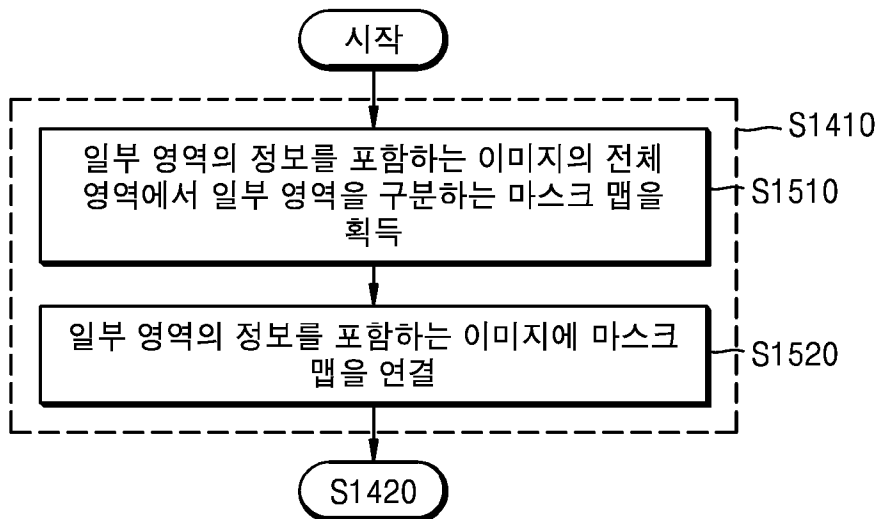 시작
S1410
일부 영역의 정보를 포함하는 이미지의 전체
영역에서 일부 영역을 구분하는 마스크 맵을
획득
S1510
일부 영역의 정보를 포함하는 이미지에 마스크
맵을 연결
S1520
S1420